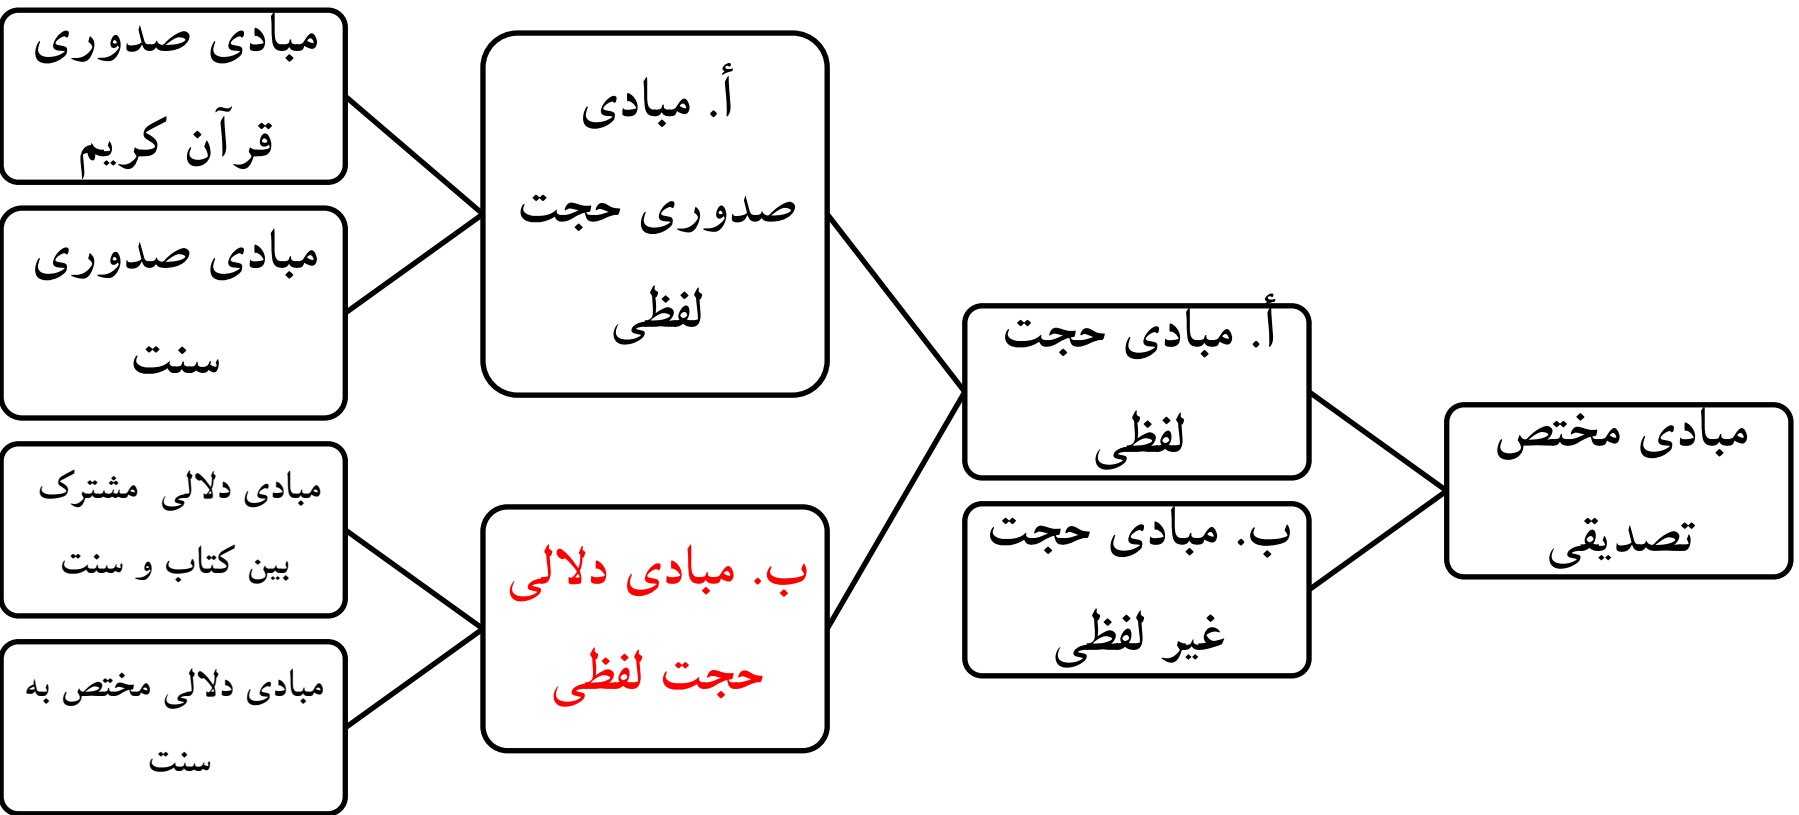 مبادی مختص
تصدیقی
أ. مبادی حجت
لفظی
ب. مبادی حجت
غیر لفظی
أ. مبادی
صدوری حجت
لفظی
ب. مبادی دلالی
حجت لفظی
مبادی صدوری
قرآن کریم
مبادی صدوری
سنت
مبادی دلالی مشترک
بین کتاب و سنت
مبادی دلالی مختص به
سنت